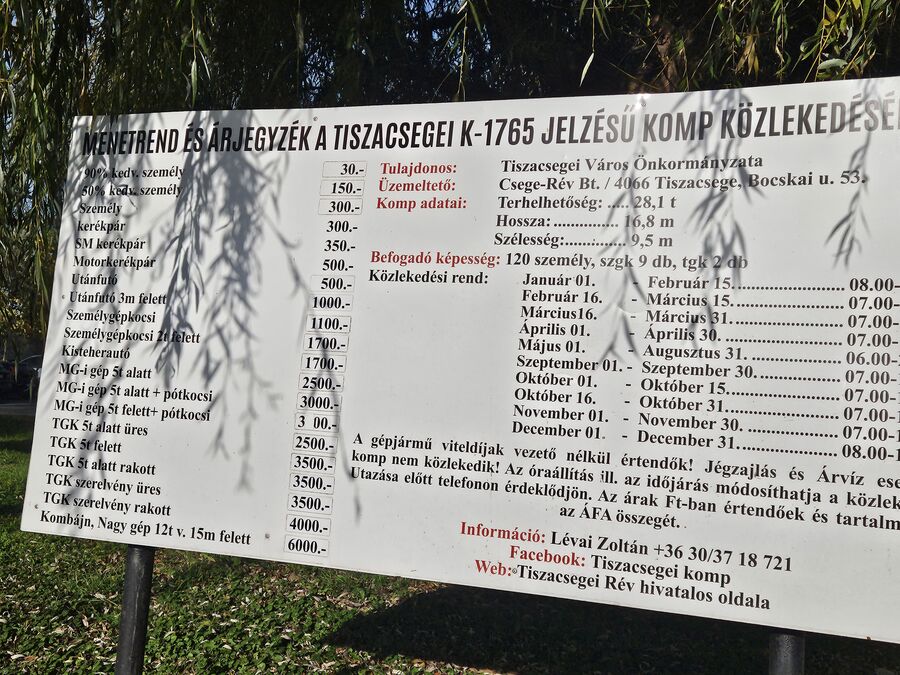 MENETREND ÉS ÁRJEGYZÉK A TISZACSEGEI K-1765 JELZÉSŰ KOMP KÖZLEKEDÉSÉ
90% kedv. személy 30.-
50% kedv. személy 150.-
Személy 300.-
kerékpár 300.-
SM kerékpár 350.-
Motorkerékpár 500.-
Utánfutó 500.-
Utánfutó 3m felett 1000.-
Személygépkocsi 1100.-
Személygépkocsi 2t felett 1700.-
Kisteherautó 1700.-
MG-i gép 5t alatt 2500.-
MG-i gép 5t alatt + pótkocsi 3000.-
MG-i gép 5t felett+ pótkocsi
TGK 5t alatt üres 2500.-
TGK 5t felett 3500.-
TGK 5t alatt rakott 3500.-
TGK szerelvény üres 3500.-
TGK szerelvény rakott 4000.-
Kombájn, Nagy gép 12t v. 15m felett 6000.-
Tulajdonos: Tiszacsegei Város Önkormányzata
Üzemeltető: Csege-Rév Bt. / 4066 Tiszacsege, Bocskai u. 53.
Komp adatai: Terhelhetőség: ..... 28,1 t
Hossza:............... 16,8 m
Szélesség:............. 9,5 m
Befogadó képesség: 120 személy, szgk 9 db, tgk 2 db
Közlekedési rend: Január 01. - Február 15. 08.00-
Február 16. - Március 15. 07.00-
Március16. - Március 31. 07.00-
Április 01. - Április 30. 07.00-
Május 01. - Augusztus 31. 06.00-
Szeptember 01. - Szeptember 30. 07.00-
Október 01. - Október 15. 07.00-
Október 16. - Október 31. 07.00-
November 01. - November 30. 07.00-
December 01. - December 31. 08.00-
A gépjármű viteldíjak vezető nélkül értendők! Jégzajlás és Árvíz ese
komp nem közlekedik! Az óraállítás ill. az időjárás módosíthatja a közlek
Utazása előtt telefonon érdeklődjön. Az árak Ft-ban értendőek és tartalm
az ÁFA összegét.
Információ: Lévai Zoltán +36 30/37 18 721
Facebook: Tiszacsegei komp
Web: Tiszacsegei Rév hivatalos oldala